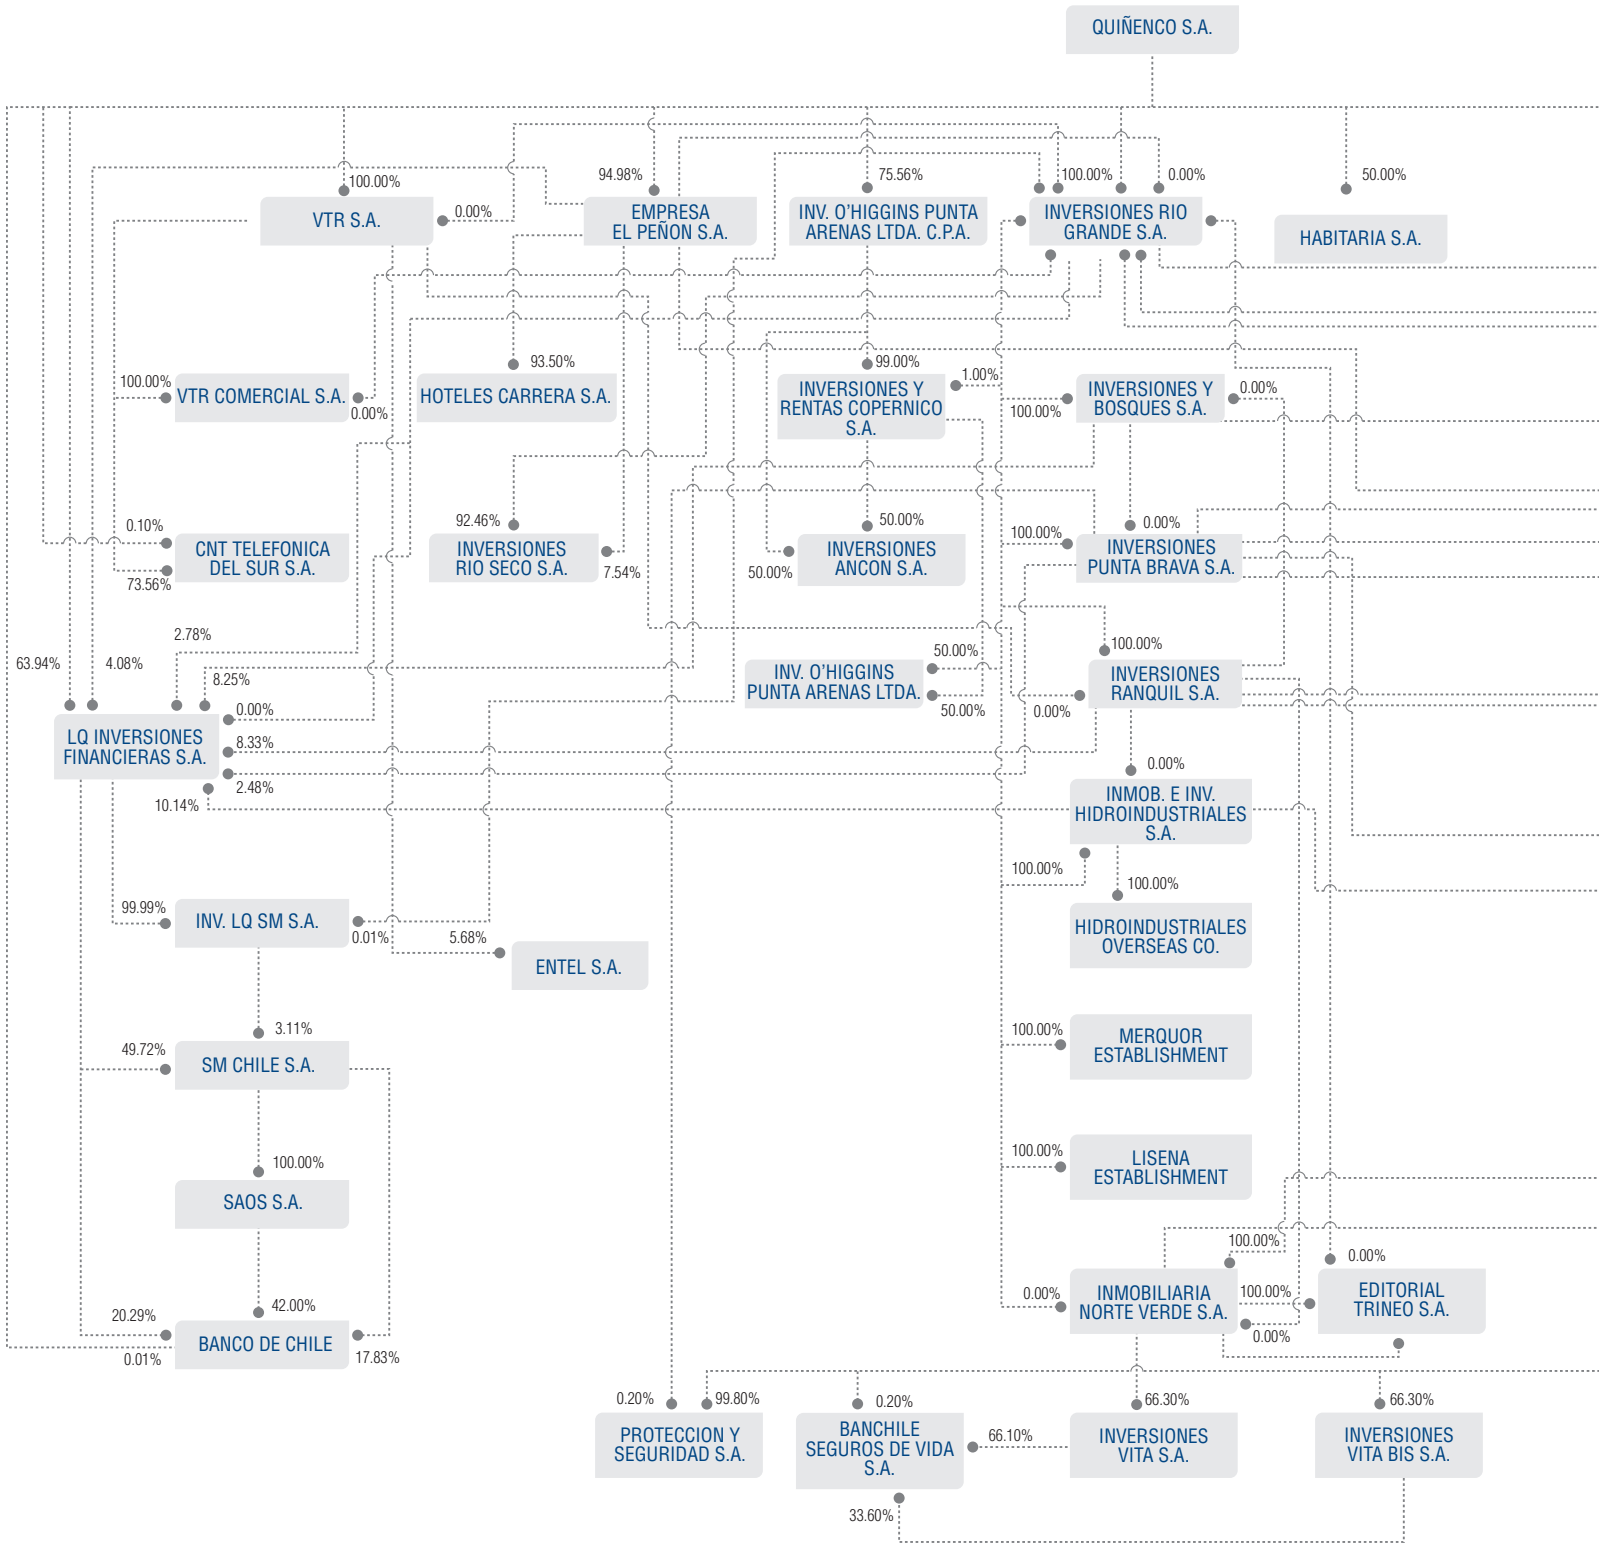 QUIÑENCO S.A.
100.00%
94.98%
75.56%
100.00%
0.00%
50.00%
VTR S.A.
0.00%
EMPRESA
EL PEÑON S.A.
INV. O'HIGGINS PUNTA
ARENAS LTDA. C.P.A.
INVERSIONES RIO
GRANDE S.A.
HABITARIA S.A.
93.50%
99.00%
1.00%
100.00%
VTR COMERCIAL S.A.
0.00%
HOTELES CARRERA S.A.
INVERSIONES Y
RENTAS COPERNICO
S.A.
100.00%
INVERSIONES Y
BOSQUES S.A.
0.00%
0.10%
CNT TELEFONICA
DEL SUR S.A.
73.56%
92.46%
INVERSIONES
RIO SECO S.A.
7.54%
50.00%
INVERSIONES
ANCON S.A.
50.00%
0.00%
100.00%
INVERSIONES
PUNTA BRAVA S.A.
63.94%
4.08%
2.78%
8.25%
0.00%
LQ INVERSIONES
FINANCIERAS S.A.
8.33%
2.48%
10.14%
50.00%
INV. O'HIGGINS
PUNTA ARENAS LTDA.
50.00%
100.00%
INVERSIONES
RANQUIL S.A.
0.00%
0.00%
INMOB. E INV.
HIDROINDUSTRIALES
S.A.
100.00%
100.00%
HIDROINDUSTRIALES
OVERSEAS CO.
99.99%
INV. LQ SM S.A.
0.01%
5.68%
ENTEL S.A.
3.11%
49.72%
SM CHILE S.A.
100.00%
MERQUOR
ESTABLISHMENT
100.00%
SAOS S.A.
100.00%
LISENA
ESTABLISHMENT
42.00%
20.29%
BANCO DE CHILE
0.01%
17.83%
100.00%
0.00%
0.00%
INMOBILIARIA
NORTE VERDE S.A.
100.00%
0.00%
EDITORIAL
TRINEO S.A.
0.20%
99.80%
PROTECCION Y
SEGURIDAD S.A.
0.20%
BANCHILE
SEGUROS DE VIDA
S.A.
66.10%
66.30%
INVERSIONES
VITA S.A.
66.30%
INVERSIONES
VITA BIS S.A.
33.60%